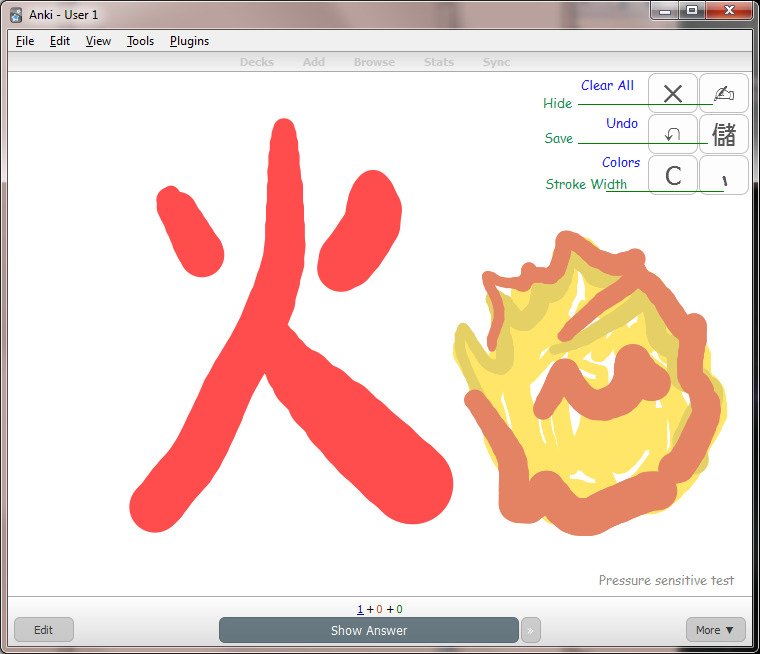 Anki - User 1
File Edit View Tools Plugins
Decks Add Browse Stats Sync
Clear All
Hide
Undo
Save 儲
Colors C
Stroke Width
火
Pressure sensitive test
1 + 0 + 0
Edit Show Answer » More ▼